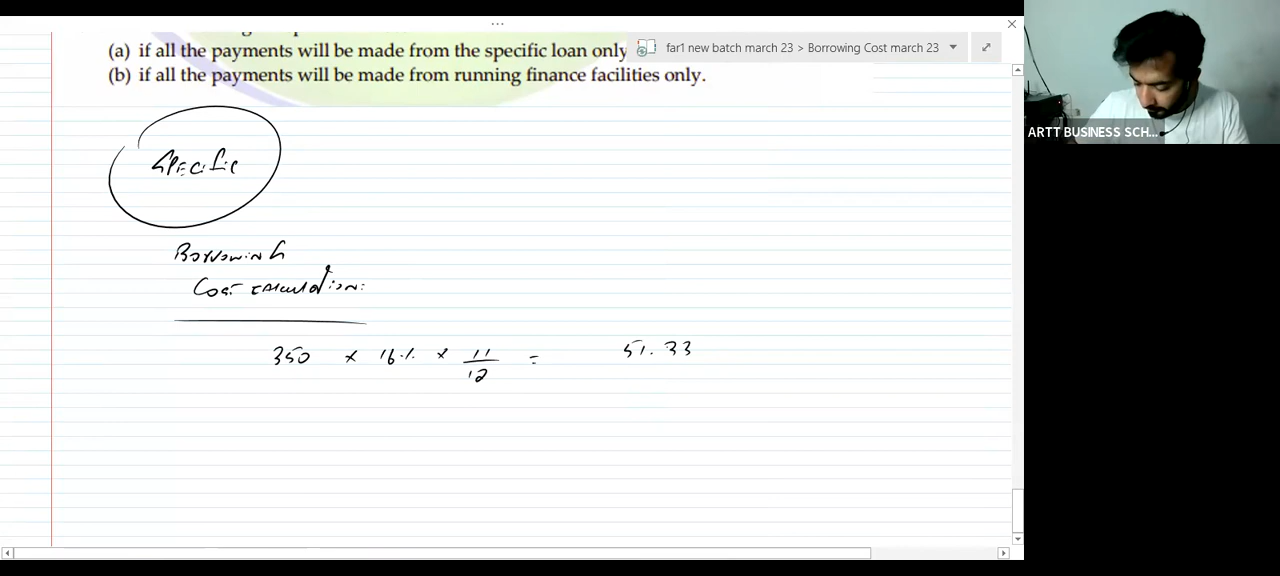 (a) if all the payments will be made from the specific loan only
far1 new batch march 23 > Borrowing Cost march 23
(b) if all the payments will be made from running finance facilities only.
ARTT BUSINESS SCH...
Specific
Borrowing
Cost calculation:
350 × 16% × 11/12 = 51.33